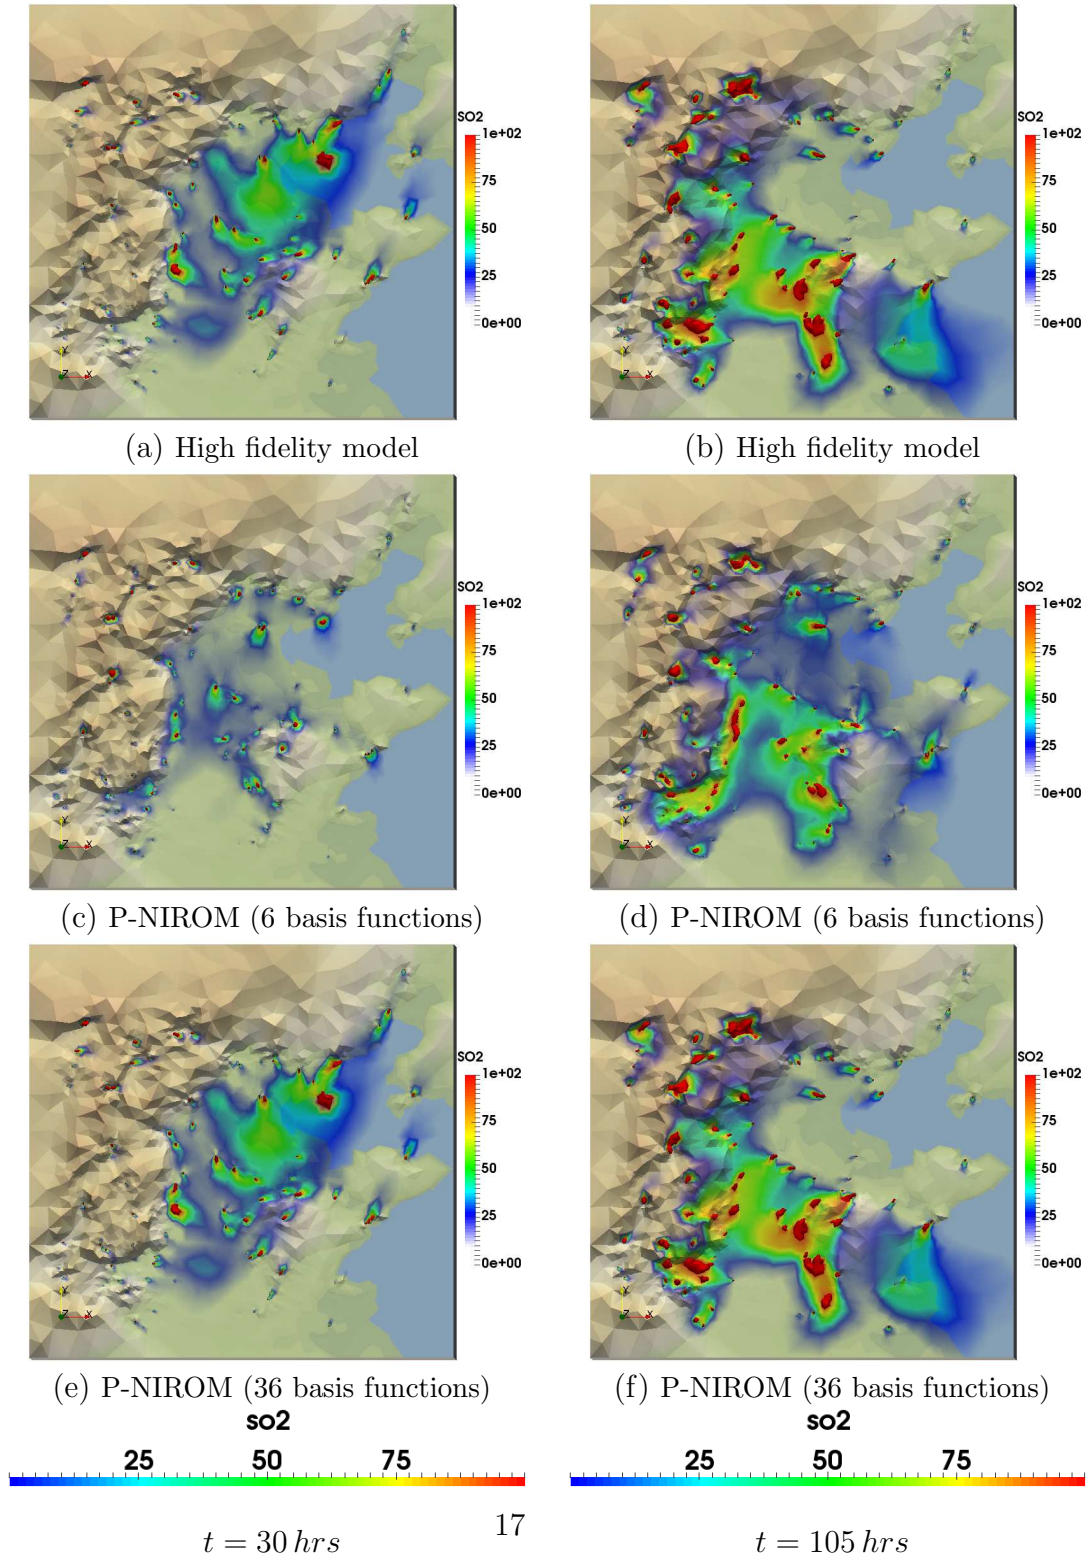 SO2
1e+02
75
50
25
0e+00
Y
Z X
SO2
1e+02
75
50
25
0e+00
Y
Z X
(a) High fidelity model
(b) High fidelity model
SO2
1e+02
75
50
25
0e+00
Y
Z X
SO2
1e+02
75
50
25
0e+00
Y
Z X
(c) P-NIROM (6 basis functions)
(d) P-NIROM (6 basis functions)
SO2
1e+02
75
50
25
0e+00
Y
Z X
SO2
1e+02
75
50
25
0e+00
Y
Z X
(e) P-NIROM (36 basis functions)
(f) P-NIROM (36 basis functions)
SO2
25 50 75
SO2
25 50 75
t = 30 hrs
17
t = 105 hrs